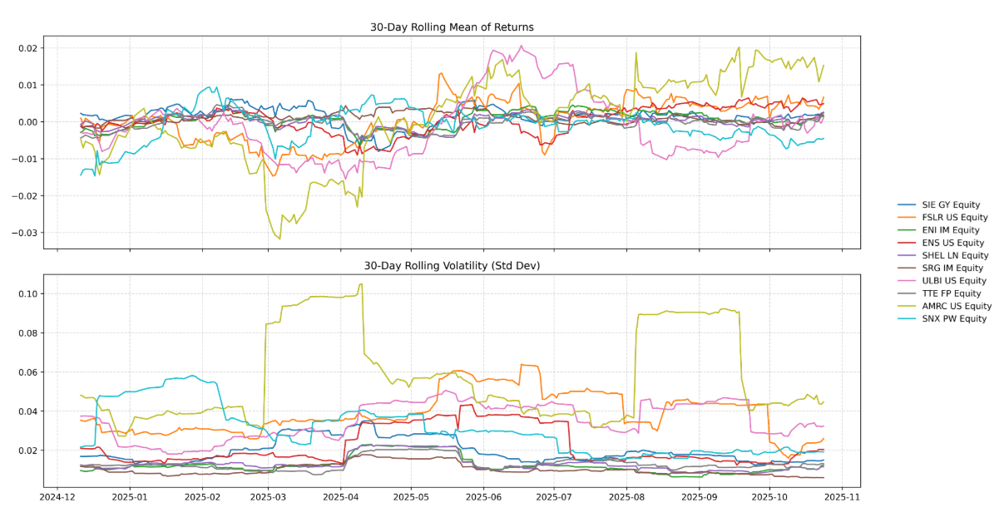 30-Day Rolling Mean of Returns
0.02
0.01
0.00
−0.01
−0.02
−0.03
30-Day Rolling Volatility (Std Dev)
0.10
0.08
0.06
0.04
0.02
2024-12 2025-01 2025-02 2025-03 2025-04 2025-05 2025-06 2025-07 2025-08 2025-09 2025-10 2025-11
SIE GY Equity
FSLR US Equity
ENI IM Equity
ENS US Equity
SHEL LN Equity
SRG IM Equity
ULBI US Equity
TTE FP Equity
AMRC US Equity
SNX PW Equity